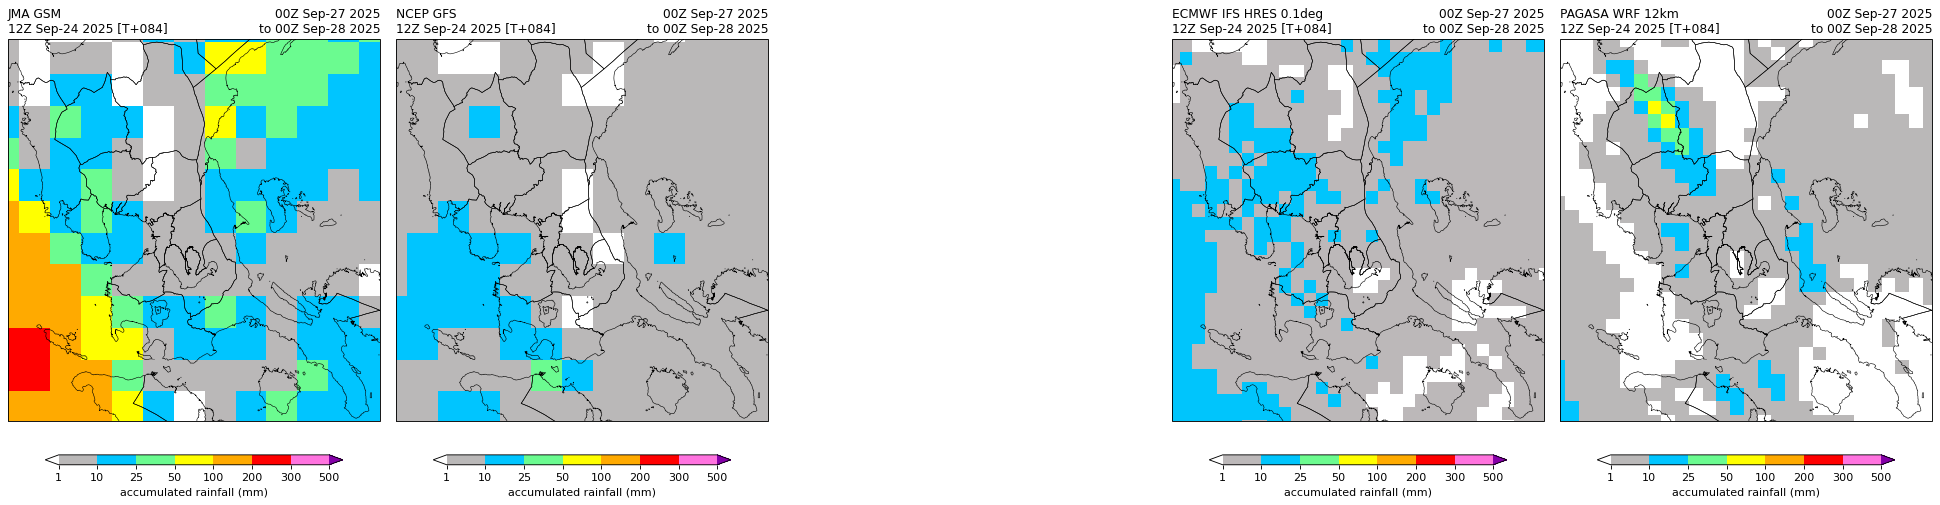 JMA GSM 00Z Sep-27 2025
12Z Sep-24 2025 [T+084] to 00Z Sep-28 2025
NCEP GFS 00Z Sep-27 2025
12Z Sep-24 2025 [T+084] to 00Z Sep-28 2025
ECMWF IFS HRES 0.1deg 00Z Sep-27 2025
12Z Sep-24 2025 [T+084] to 00Z Sep-28 2025
PAGASA WRF 12km 00Z Sep-27 2025
12Z Sep-24 2025 [T+084] to 00Z Sep-28 2025
1 10 25 50 100 200 300 500
accumulated rainfall (mm)
1 10 25 50 100 200 300 500
accumulated rainfall (mm)
1 10 25 50 100 200 300 500
accumulated rainfall (mm)
1 10 25 50 100 200 300 500
accumulated rainfall (mm)